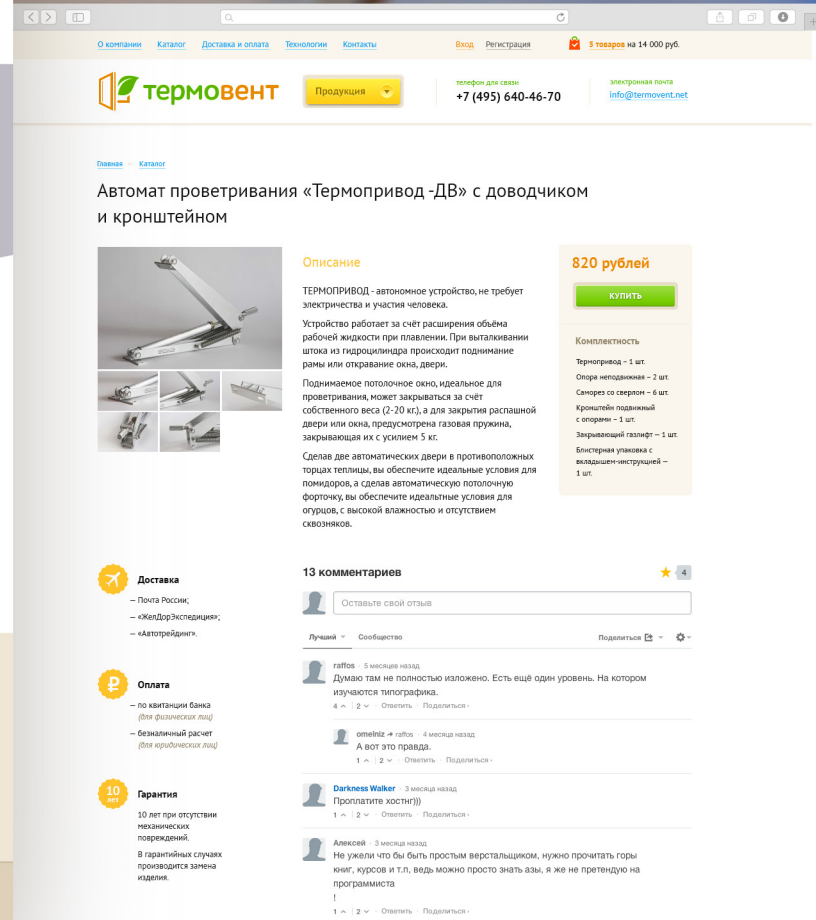 О компании Каталог Доставка и оплата Технологии Контакты Вход Регистрация 5 товаров на 14 000 руб.
термовент
Продукция
телефон для связи
+7 (495) 640-46-70
электронная почта
info@termovent.net
Главная – Каталог
Автомат проветривания «Термопривод -ДВ» с доводчиком
и кронштейном
Описание
ТЕРМОПРИВОД - автономное устройство, не требует
электричества и участия человека.
Устройство работает за счёт расширения объёма
рабочей жидкости при плавлении. При выталкивании
штока из гидроцилиндра происходит поднимание
рамы или откравание окна, двери.
Поднимаемое потолочное окно, идеальное для
проветривания, может закрываться за счёт
собственного веса (2-20 кг.), а для закрытия распашной
двери или окна, предусмотрена газовая пружина,
закрывающая их с усилием 5 кг.
Сделав две автоматических двери в противоположных
торцах теплицы, вы обеспечите идеальные условия для
помидоров, а сделав автоматическую потолочную
форточку, вы обеспечите идеальтные условия для
огурцов, с высокой влажностью и отсутствием
сквозняков.
820 рублей
КУПИТЬ
Комплектность
Термопривод – 1 шт.
Опора неподвижная – 2 шт.
Саморез со сверлом – 6 шт.
Кронштейн подвижный
с опорами – 1 шт.
Закрывающий газлифт — 1 шт.
Блистерная упаковка с
вкладышем-инструкцией —
1 шт.
Доставка
— Почта России;
— «ЖелДорЭкспедиция»;
— «Автотрейдинг».
Оплата
— по квитанции банка
(для физических лиц)
— безналичный расчет
(для юридических лиц)
10
лет
Гарантия
10 лет при отсутствии
механических
повреждений.
В гарантийных случаях
производится замена
изделия.
13 комментариев
4
Оставьте свой отзыв
Лучший Сообщество Поделиться
raffos · 5 месяцев назад
Думаю там не полностью изложено. Есть ещё один уровень. На котором
изучаются типографика.
4 | 2 · Ответить · Поделиться ›
omelniz raffos · 4 месяца назад
А вот это правда.
1 | 2 · Ответить · Поделиться ›
Darkness Walker · 3 месяца назад
Проплатите хостнг)))
1 | 2 · Ответить · Поделиться ›
Алексей · 3 месяца назад
Не ужели что бы быть простым верстальщиком, нужно прочитать горы
книг, курсов и т.п, ведь можно просто знать азы, я же не претендую на
программиста
!
1 | 2 · Ответить · Поделиться ›